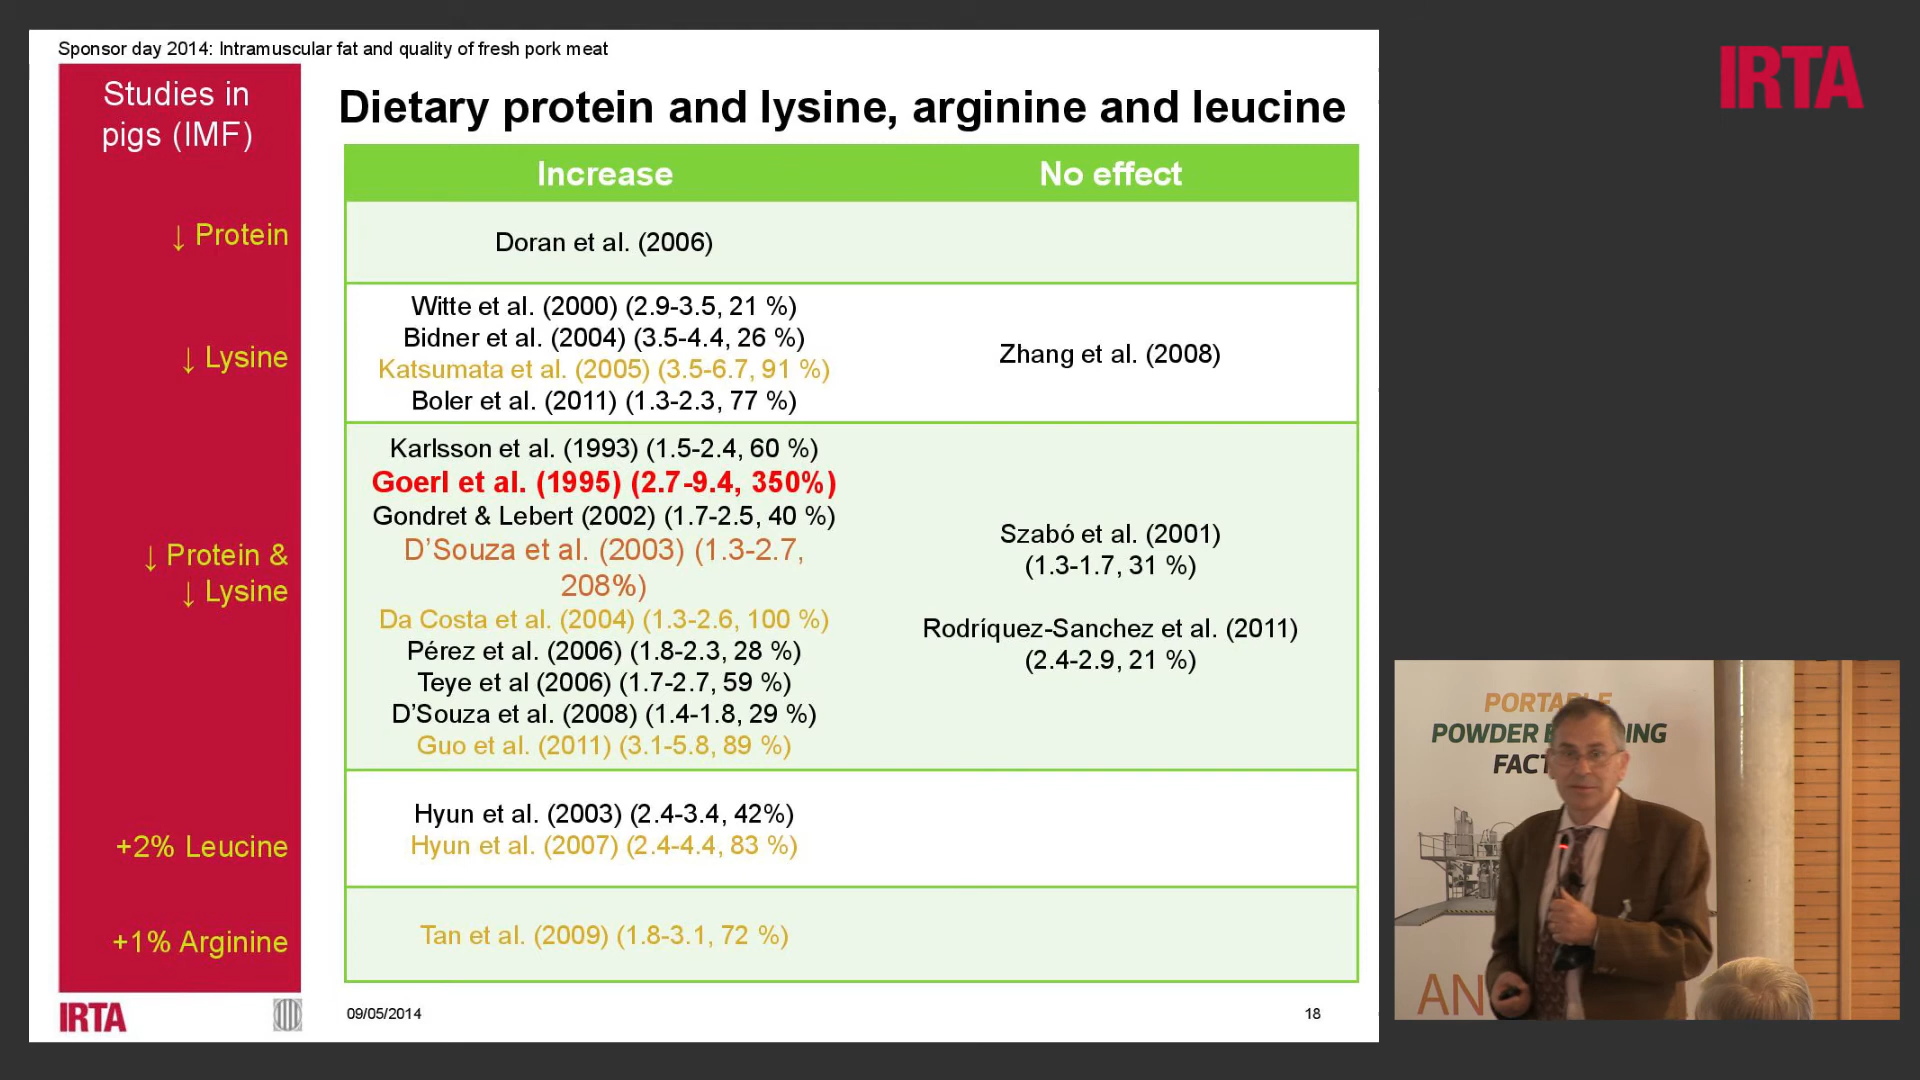 Sponsor day 2014: Intramuscular fat and quality of fresh pork meat
IRTA
Studies in
pigs (IMF)
Dietary protein and lysine, arginine and leucine
Increase
No effect
↓ Protein
Doran et al. (2006)
↓ Lysine
Witte et al. (2000) (2.9-3.5, 21 %)
Bidner et al. (2004) (3.5-4.4, 26 %)
Katsumata et al. (2005) (3.5-6.7, 91 %)
Boler et al. (2011) (1.3-2.3, 77 %)
Zhang et al. (2008)
↓ Protein &
↓ Lysine
Karlsson et al. (1993) (1.5-2.4, 60 %)
Goerl et al. (1995) (2.7-9.4, 350%)
Gondret & Lebert (2002) (1.7-2.5, 40 %)
D’Souza et al. (2003) (1.3-2.7,
208%)
Da Costa et al. (2004) (1.3-2.6, 100 %)
Pérez et al. (2006) (1.8-2.3, 28 %)
Teye et al (2006) (1.7-2.7, 59 %)
D’Souza et al. (2008) (1.4-1.8, 29 %)
Guo et al. (2011) (3.1-5.8, 89 %)
Szabó et al. (2001)
(1.3-1.7, 31 %)
Rodríquez-Sanchez et al. (2011)
(2.4-2.9, 21 %)
+2% Leucine
Hyun et al. (2003) (2.4-3.4, 42%)
Hyun et al. (2007) (2.4-4.4, 83 %)
+1% Arginine
Tan et al. (2009) (1.8-3.1, 72 %)
IRTA
09/05/2014
18
PORTABLE
POWDER